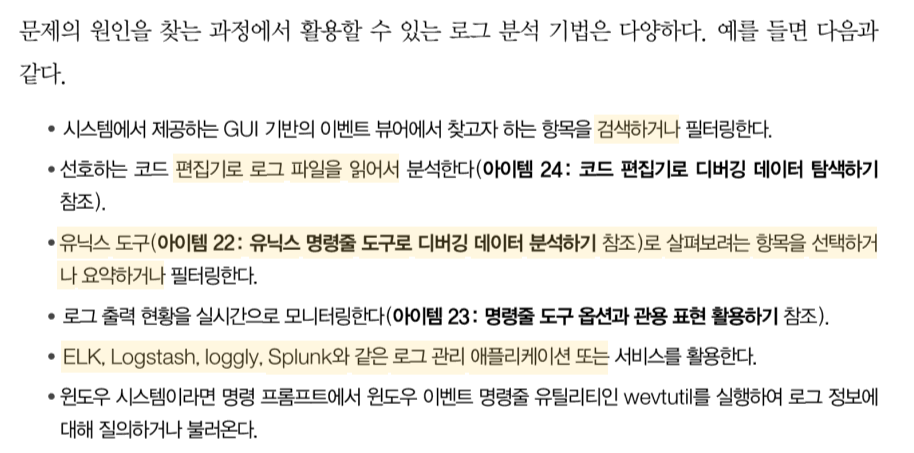 문제의 원인을 찾는 과정에서 활용할 수 있는 로그 분석 기법은 다양하다. 예를 들면 다음과
같다.
• 시스템에서 제공하는 GUI 기반의 이벤트 뷰어에서 찾고자 하는 항목을 검색하거나 필터링한다.
• 선호하는 코드 편집기로 로그 파일을 읽어서 분석한다(아이템 24: 코드 편집기로 디버깅 데이터 탐색하기
참조).
• 유닉스 도구(아이템 22: 유닉스 명령줄 도구로 디버깅 데이터 분석하기 참조)로 살펴보려는 항목을 선택하거
나 요약하거나 필터링한다.
• 로그 출력 현황을 실시간으로 모니터링한다(아이템 23: 명령줄 도구 옵션과 관용 표현 활용하기 참조).
• ELK, Logstash, loggly, Splunk와 같은 로그 관리 애플리케이션 또는 서비스를 활용한다.
• 윈도우 시스템이라면 명령 프롬프트에서 윈도우 이벤트 명령줄 유틸리티인 wevtutil를 실행하여 로그 정보에
대해 질의하거나 불러온다.